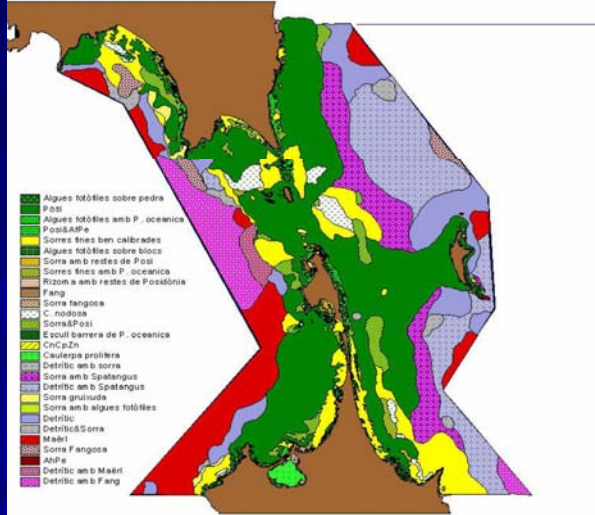 Algues fotòfiles sobre pedra
Posi
Algues fotòfiles amb P. oceanica
Posi&AfPe
Sorres fines ben calibrades
Algues fotòfiles sobre blocs
Sorra amb restes de Posi
Sorres fines amb P. oceanica
Rizoma amb restes de Posidònia
Fang
Sorra fangosa
C. nodosa
Sorra&Posi
Escull barrera de P. oceanica
CnCpZn
Caulerpa prolifera
Detrític amb sorra
Sorra amb Spatangus
Detrític amb Spatangus
Sorra gruixuda
Sorra amb algues fotòfiles
Detrític
Detrític&Sorra
Maërl
Sorra Fangosa
AhPe
Detrític amb Maërl
Detrític amb Fang